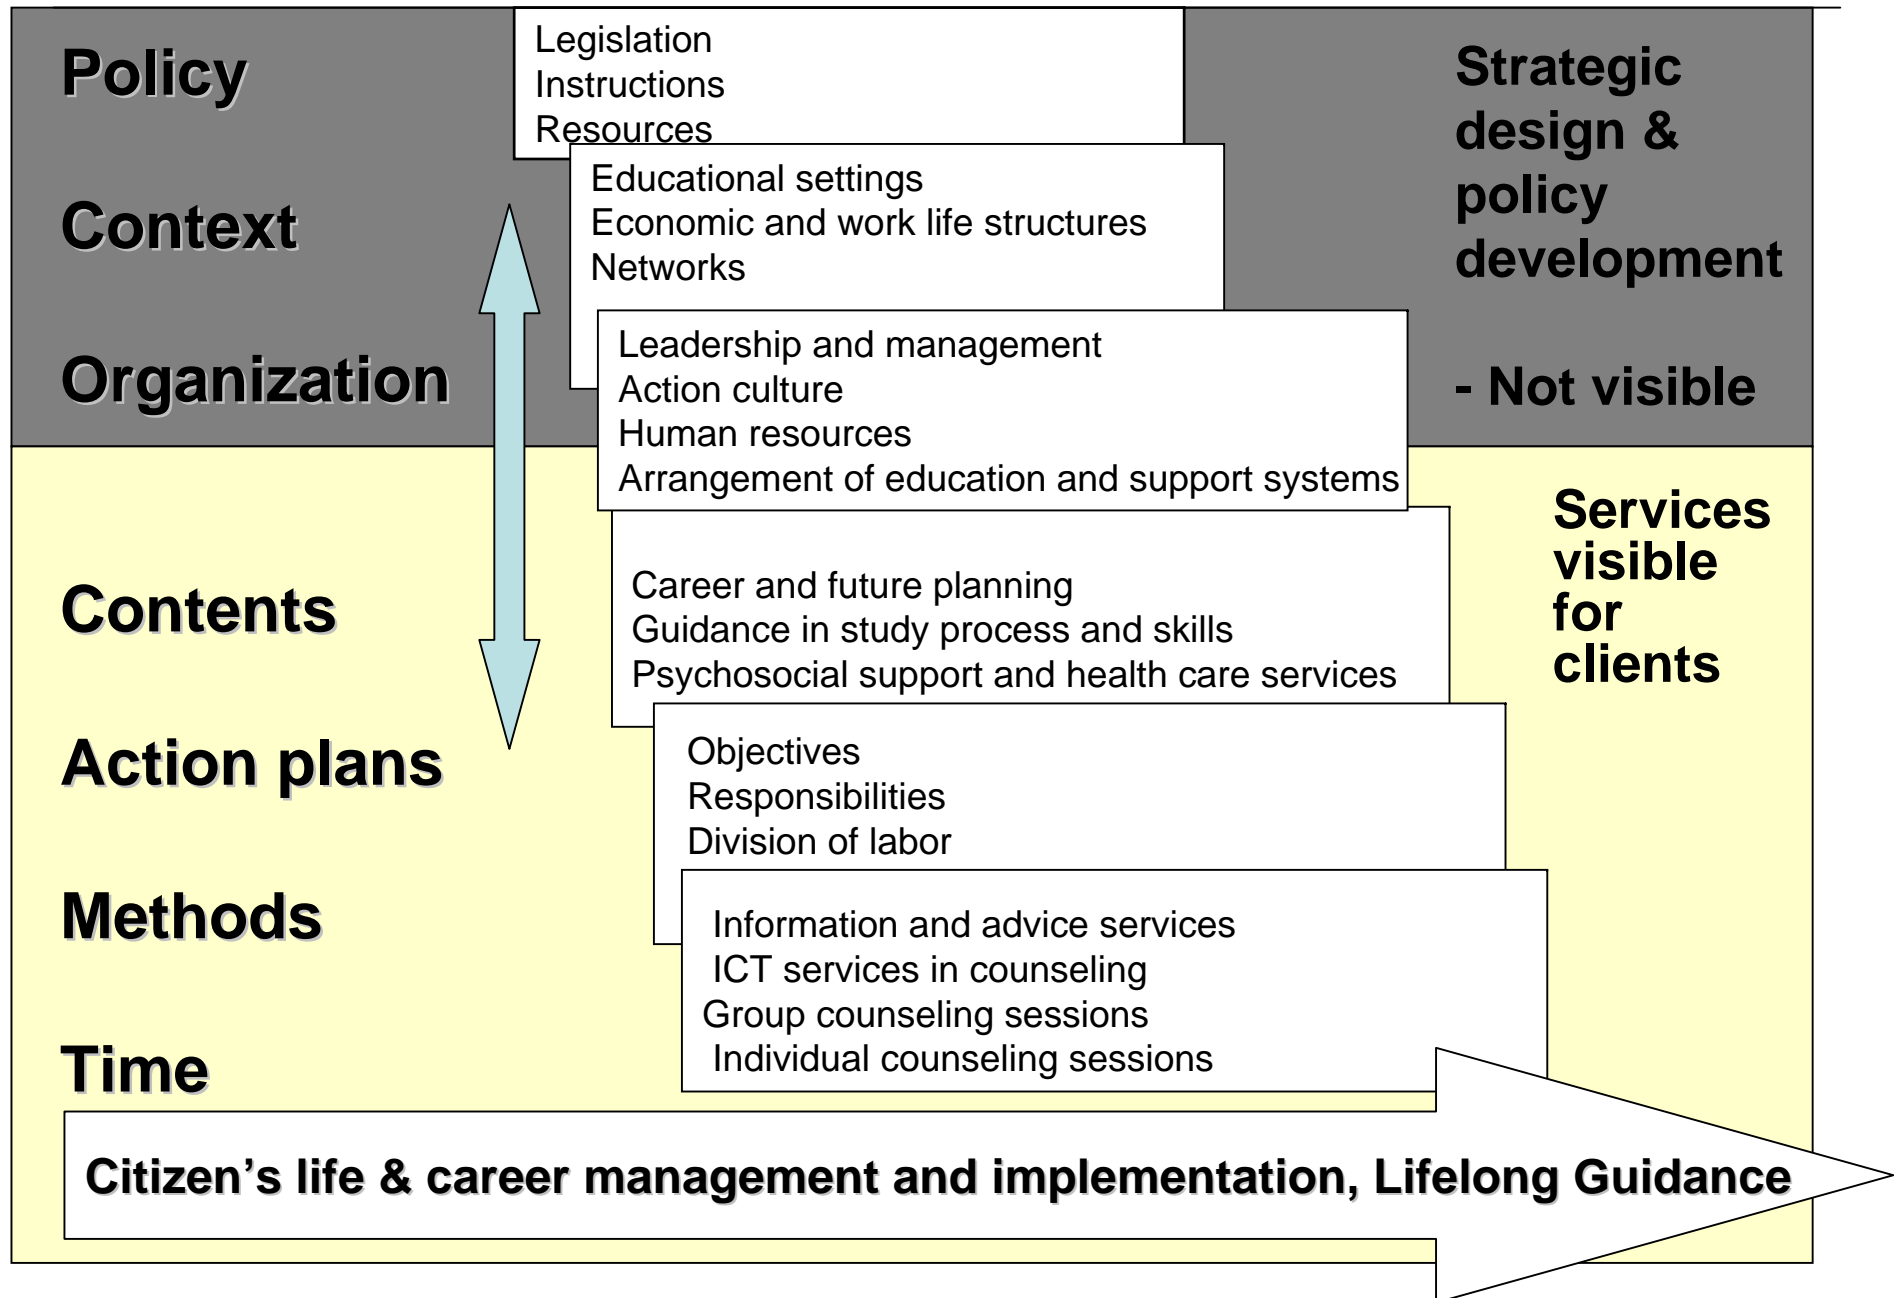 Policy
Legislation
Instructions
Resources
Strategic
design &
policy
development
- Not visible
Context
Educational settings
Economic and work life structures
Networks
Organization
Leadership and management
Action culture
Human resources
Arrangement of education and support systems
Services
visible
for
clients
Contents
Career and future planning
Guidance in study process and skills
Psychosocial support and health care services
Action plans
Objectives
Responsibilities
Division of labor
Methods
Information and advice services
ICT services in counseling
Group counseling sessions
Individual counseling sessions
Time
Citizen’s life & career management and implementation, Lifelong Guidance